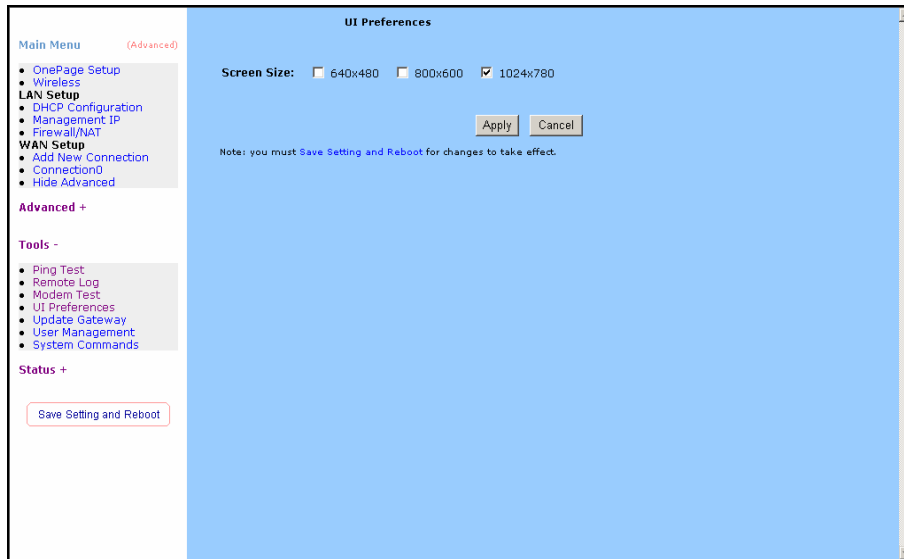 Main Menu (Advanced)
OnePage Setup
Wireless
LAN Setup
DHCP Configuration
Management IP
Firewall/NAT
WAN Setup
Add New Connection
Connection0
Hide Advanced
Advanced +
Tools -
Ping Test
Remote Log
Modem Test
UI Preferences
Update Gateway
User Management
System Commands
Status +
Save Setting and Reboot
UI Preferences
Screen Size: 640x480 800x600 1024x780
Apply Cancel
Note: you must Save Setting and Reboot for changes to take effect.